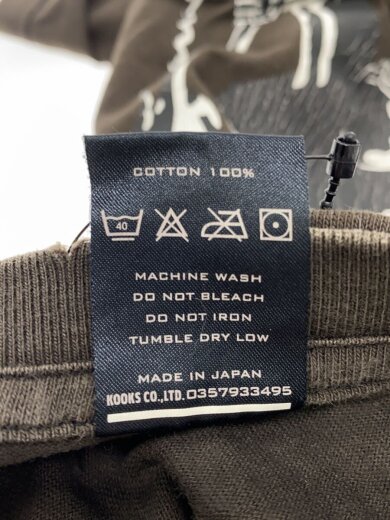 COTTON 100%
40
MACHINE WASH
DO NOT BLEACH
DO NOT IRON
TUMBLE DRY LOW
MADE IN JAPAN
KOOKS CO.,LTD. 0357933495